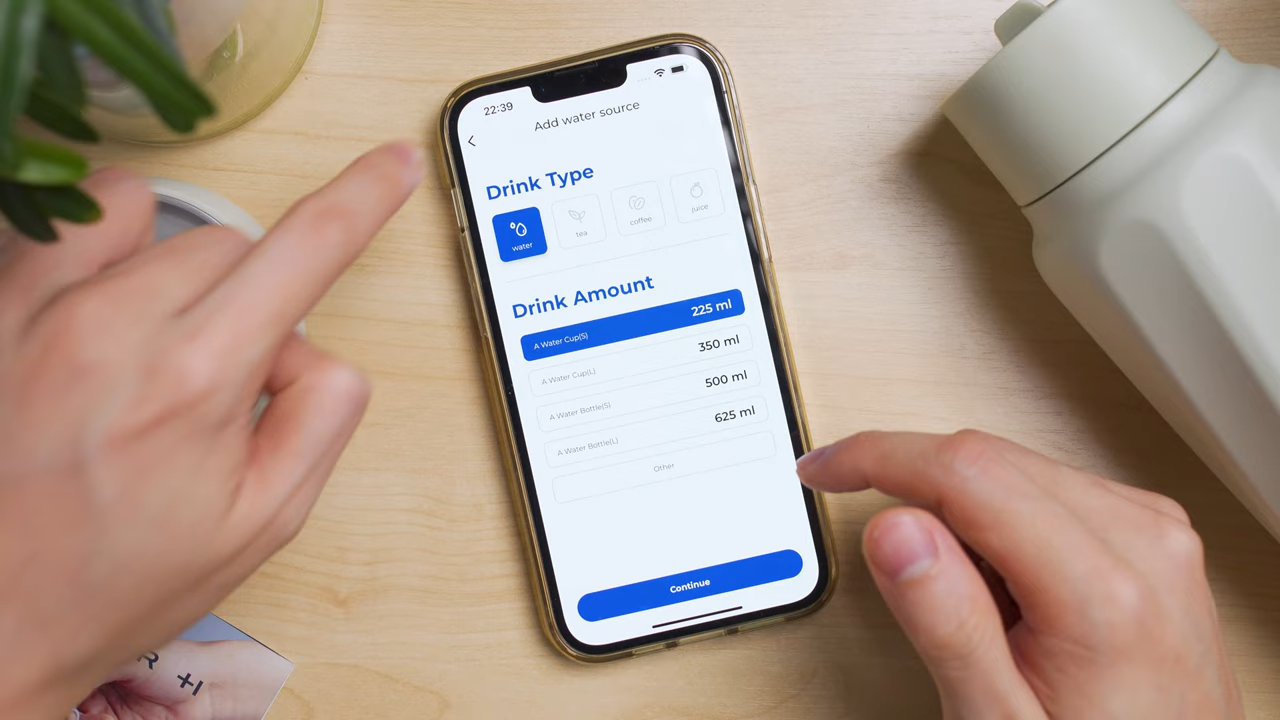 22:39
Add water source
Drink Type
water
tea
coffee
juice
Drink Amount
A Water Cup(S) 225 ml
A Water Cup(L) 350 ml
A Water Bottle(S) 500 ml
A Water Bottle(L) 625 ml
Other
Continue
R +I